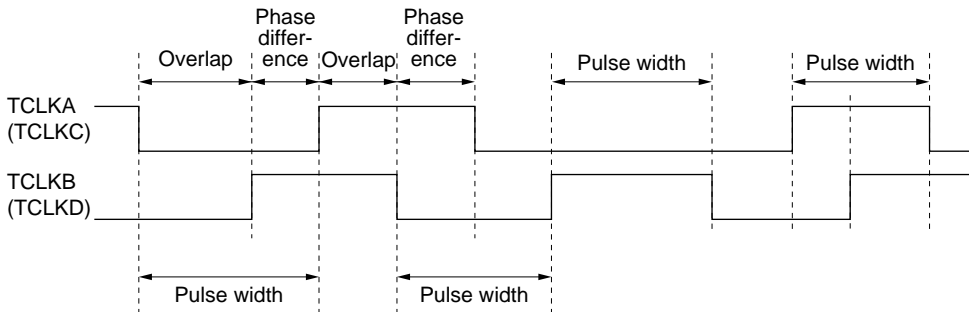 Phase
differ-
ence
Phase
differ-
ence
Overlap
Overlap
Pulse width
Pulse width
TCLKA
(TCLKC)
TCLKB
(TCLKD)
Pulse width
Pulse width